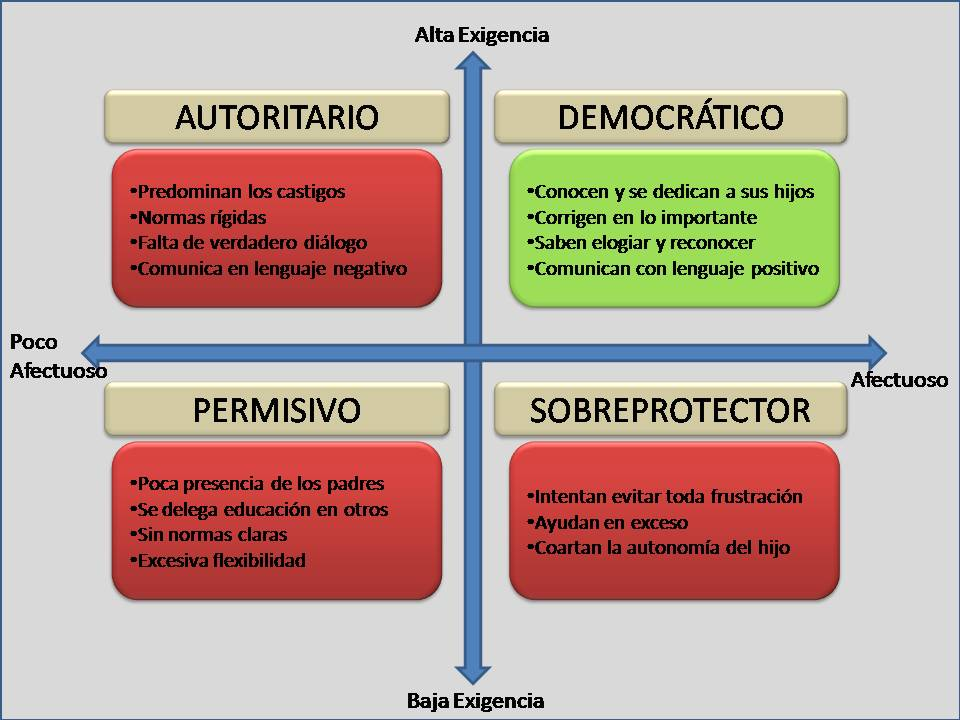 Alta Exigencia
AUTORITARIO
•Predominan los castigos
•Normas rígidas
•Falta de verdadero diálogo
•Comunica en lenguaje negativo
DEMOCRÁTICO
•Conocen y se dedican a sus hijos
•Corrigen en lo importante
•Saben elogiar y reconocer
•Comunican con lenguaje positivo
Poco
Afectuoso
Afectuoso
PERMISIVO
•Poca presencia de los padres
•Se delega educación en otros
•Sin normas claras
•Excesiva flexibilidad
SOBREPROTECTOR
•Intentan evitar toda frustración
•Ayudan en exceso
•Coartan la autonomía del hijo
Baja Exigencia